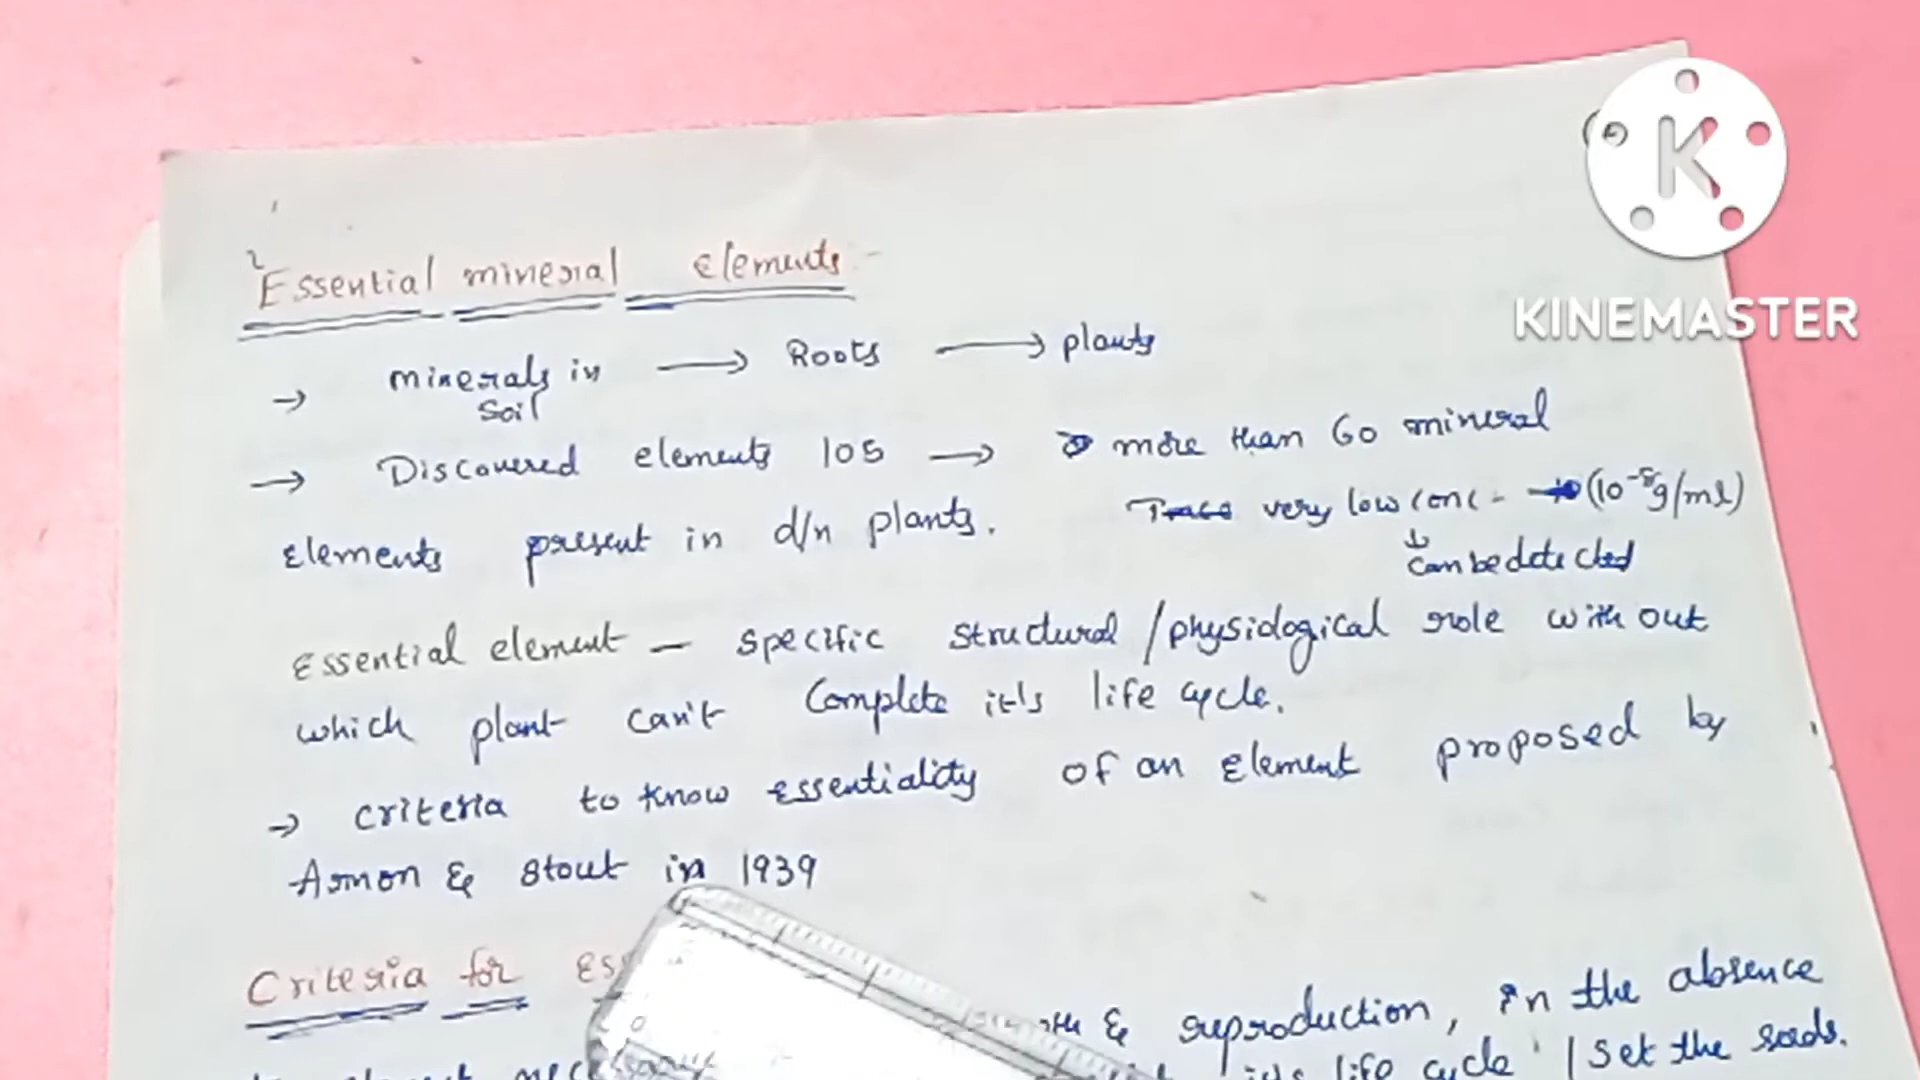 KINEMASTER
Essential mineral elements -
→ minerals in soil → Roots → plants
→ Discovered elements 105 → more than 60 mineral
elements present in d/n plants. very low conc - (10⁻⁸g/ml)
↓ can be detected
Essential element - specific structural / physiological role with out
which plant can't complete it's life cycle.
→ criteria to know essentiality of an element proposed by
Arnon & stout in 1939
Criteria for
& reproduction, in the absence
life cycle / set the seeds.